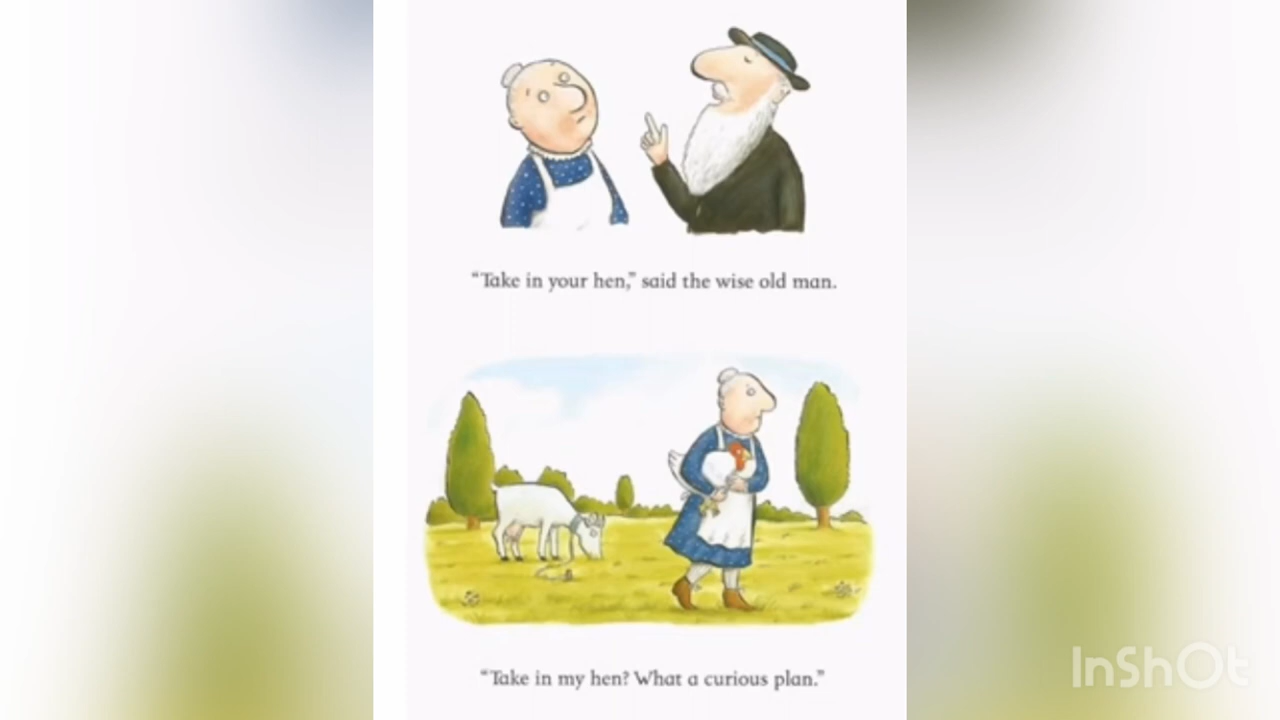 “Take in your hen,” said the wise old man.
“Take in my hen? What a curious plan.”
InShOt